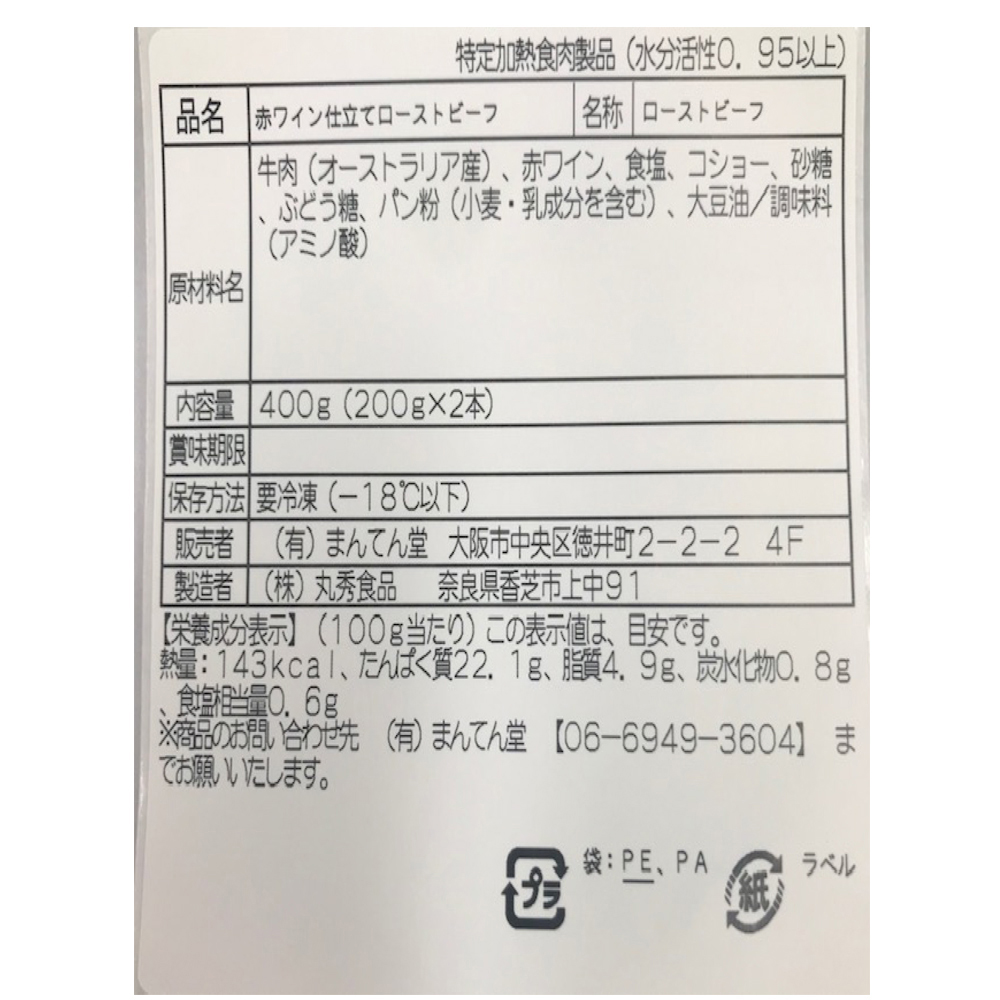 特定加熱食肉製品（水分活性０．９５以上）
品名 赤ワイン仕立てローストビーフ 名称 ローストビーフ
原材料名 牛肉（オーストラリア産）、赤ワイン、食塩、コショー、砂糖
、ぶどう糖、パン粉（小麦・乳成分を含む）、大豆油／調味料
（アミノ酸）
内容量 ４００ｇ（２００ｇ×２本）
賞味期限
保存方法 要冷凍（－１８℃以下）
販売者 （有）まんてん堂 大阪市中央区徳井町２－２－２ ４Ｆ
製造者 （株）丸秀食品 奈良県香芝市上中９１
【栄養成分表示】（１００ｇ当たり）この表示値は、目安です。
熱量：１４３ｋｃａｌ、たんぱく質２２．１ｇ、脂質４．９ｇ、炭水化物０．８ｇ
、食塩相当量０．６ｇ
※商品のお問い合わせ先 （有）まんてん堂 【０６－６９４９－３６０４】 ま
でお願いいたします。
プラ 袋：ＰＥ、ＰＡ 紙 ラベル